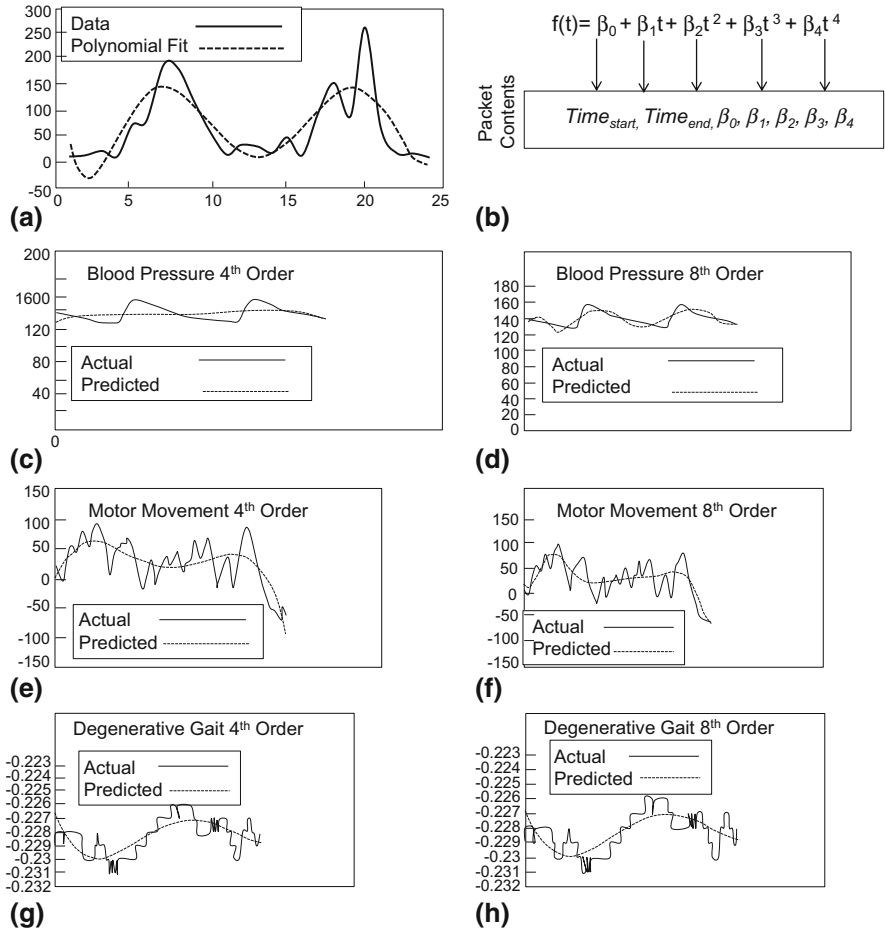 300
250
200
150
100
50
0
-50
Data
Polynomial Fit
0 5 10 15 20 25
(a)
f(t)= β0 + β1t + β2t 2 + β3t 3 + β4t 4
Packet
Contents
Timestart, Timeend, β0, β1, β2, β3, β4
(b)
200
1600
120
80
40
0
Blood Pressure 4th Order
Actual
Predicted
(c)
180
160
140
120
100
80
60
40
20
0
Blood Pressure 8th Order
Actual
Predicted
(d)
150
100
50
0
-50
-100
-150
Motor Movement 4th Order
Actual
Predicted
(e)
150
100
50
0
-50
-100
-150
Motor Movement 8th Order
Actual
Predicted
(f)
Degenerative Gait 4th Order
-0.223
-0.224
-0.225
-0.226
-0.227
-0.228
-0.229
-0.23
-0.231
-0.232
Actual
Predicted
(g)
Degenerative Gait 8th Order
-0.223
-0.224
-0.225
-0.226
-0.227
-0.228
-0.229
-0.23
-0.231
-0.232
Actual
Predicted
(h)